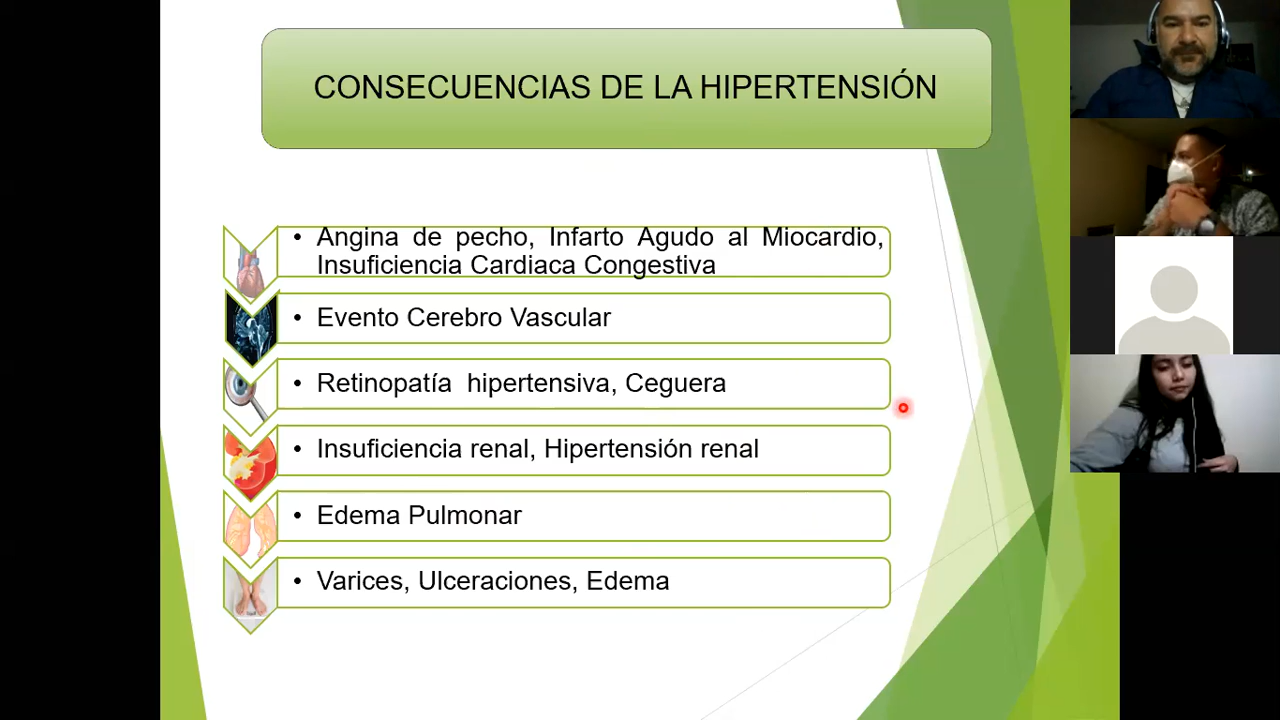 CONSECUENCIAS DE LA HIPERTENSIÓN
• Angina de pecho, Infarto Agudo al Miocardio,
Insuficiencia Cardiaca Congestiva
• Evento Cerebro Vascular
• Retinopatía hipertensiva, Ceguera
• Insuficiencia renal, Hipertensión renal
• Edema Pulmonar
• Varices, Ulceraciones, Edema